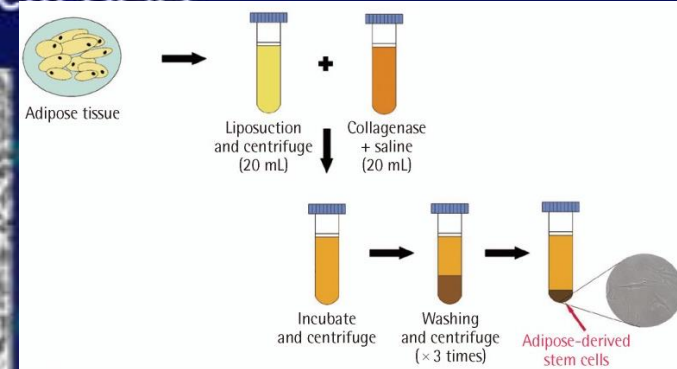 Adipose tissue
Liposuction
and centrifuge
(20 mL)
+
Collagenase
+ saline
(20 mL)
Incubate
and centrifuge
Washing
and centrifuge
(×3 times)
Adipose-derived
stem cells